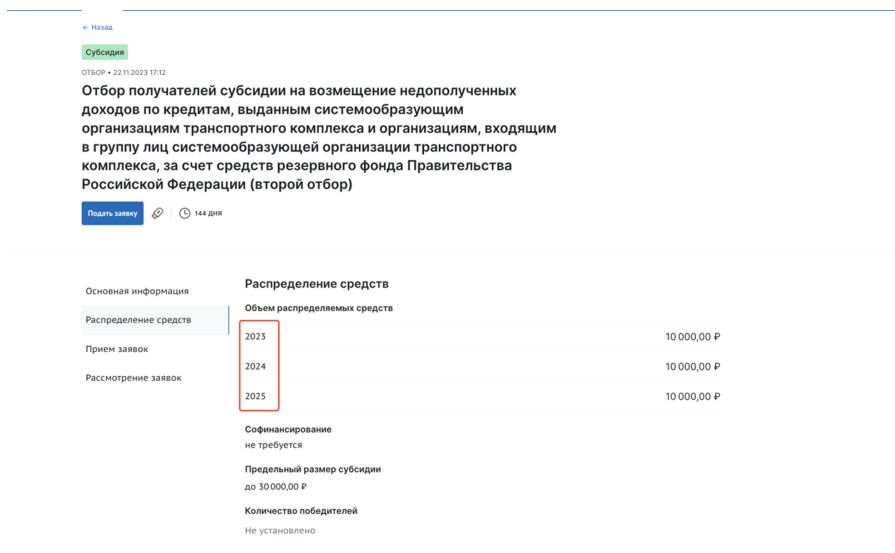 ← Назад
Субсидия
ОТБОР • 22.11.2023 17:12
Отбор получателей субсидии на возмещение недополученных
доходов по кредитам, выданным системообразующим
организациям транспортного комплекса и организациям, входящим
в группу лиц системообразующей организации транспортного
комплекса, за счет средств резервного фонда Правительства
Российской Федерации (второй отбор)
Подать заявку 144 ДНЯ
Основная информация
Распределение средств
Прием заявок
Рассмотрение заявок
Распределение средств
Объем распределяемых средств
2023 10 000,00 ₽
2024 10 000,00 ₽
2025 10 000,00 ₽
Софинансирование
не требуется
Предельный размер субсидии
до 30 000,00 ₽
Количество победителей
Не установлено